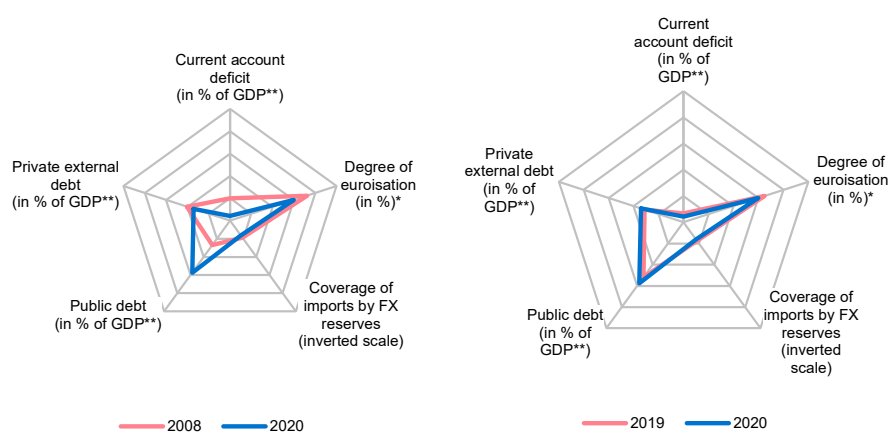 Current account
deficit
(in % of GDP**)
Private external
debt
(in % of GDP**)
Degree of
euroisation
(in %)*
Public debt
(in % of GDP**)
Coverage of
imports by FX
reserves
(inverted scale)
2008
2020
Current
account deficit
(in % of
GDP**)
Private
external debt
(in % of
GDP**)
Degree of
euroisation
(in %)*
Public debt
(in % of
GDP**)
Coverage of
imports by FX
reserves
(inverted
scale)
2019
2020